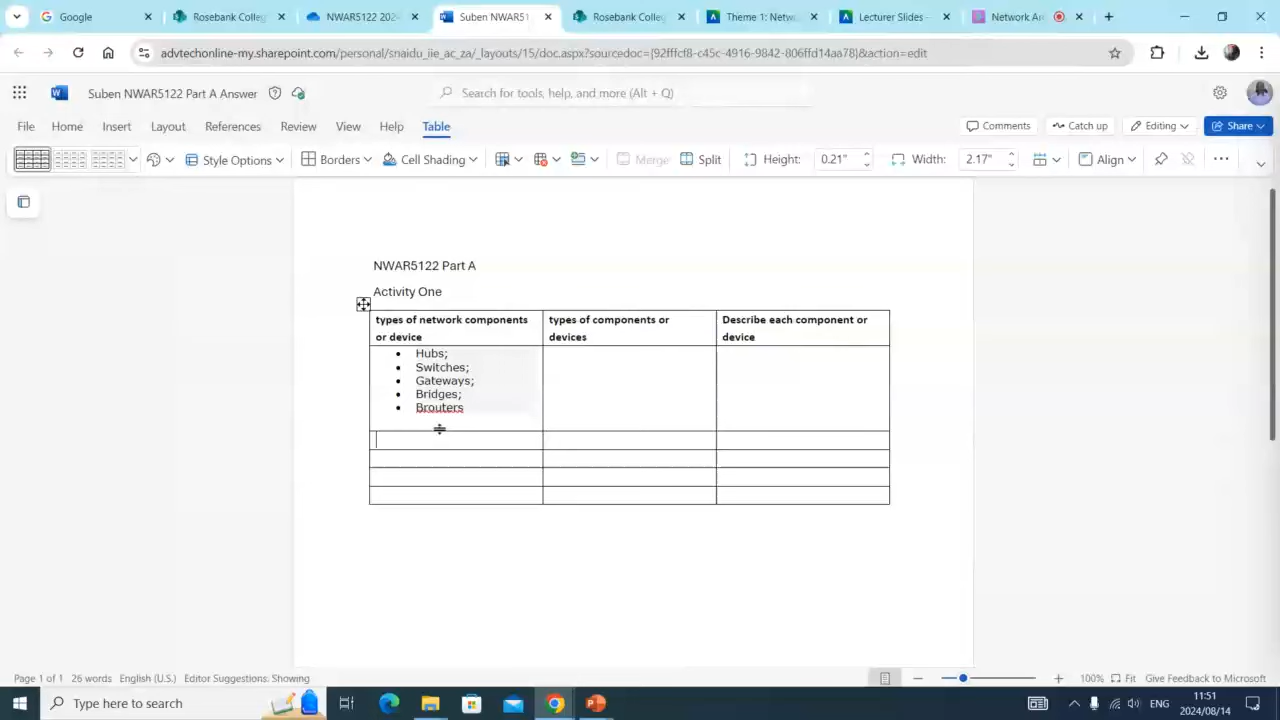 Google
Rosebank Colleg
NWAR5122 202
Suben NWAR51
Rosebank Colleg
Theme 1: Netwo
Lecturer Slides -
Network Ar
advtechonline-my.sharepoint.com/personal/snaidu_iie_ac_za/_layouts/15/doc.aspx?sourcedoc={92fffcf8-c45c-4916-9842-806ffd14aa78}&action=edit
Suben NWAR5122 Part A Answer
Search for tools, help, and more (Alt + Q)
File Home Insert Layout References Review View Help Table
Comments Catch up Editing Share
Style Options Borders Cell Shading Merge Split Height: 0.21" Width: 2.17" Align
NWAR5122 Part A
Activity One
types of network components
or device
types of components or
devices
Describe each component or
device
• Hubs;
• Switches;
• Gateways;
• Bridges;
• Brouters
Page 1 of 1 26 words English (U.S.) Editor Suggestions: Showing
100% Fit Give Feedback to Microsoft
Type here to search
ENG
11:51
2024/08/14